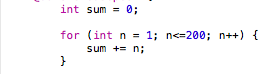 int sum = 0;
for (int n = 1; n<=200; n++) {
sum += n;
}